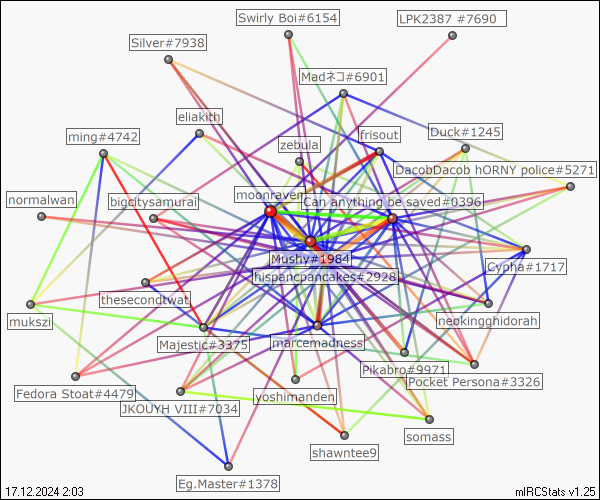 Swirly Boi#6154
LPK2387 #7690
Silver#7938
Madネコ#6901
eliakith
frisout
Duck#1245
ming#4742
zebula
DacobDacob hORNY police#5271
moonraven
normalwan
bigcitysamurai
Can anything be saved#0396
Mushy#1984
Cypha#1717
hispancpancakes#2928
thesecondtwat
mukszi
neokingghidorah
Majestic#3375
marcemadness
Pikabro#9971
Pocket Persona#3326
Fedora Stoat#4479
yoshimanden
JKOUYH VIII#7034
somass
shawntee9
Eg.Master#1378
17.12.2024 2:03
mIRCStats v1.25